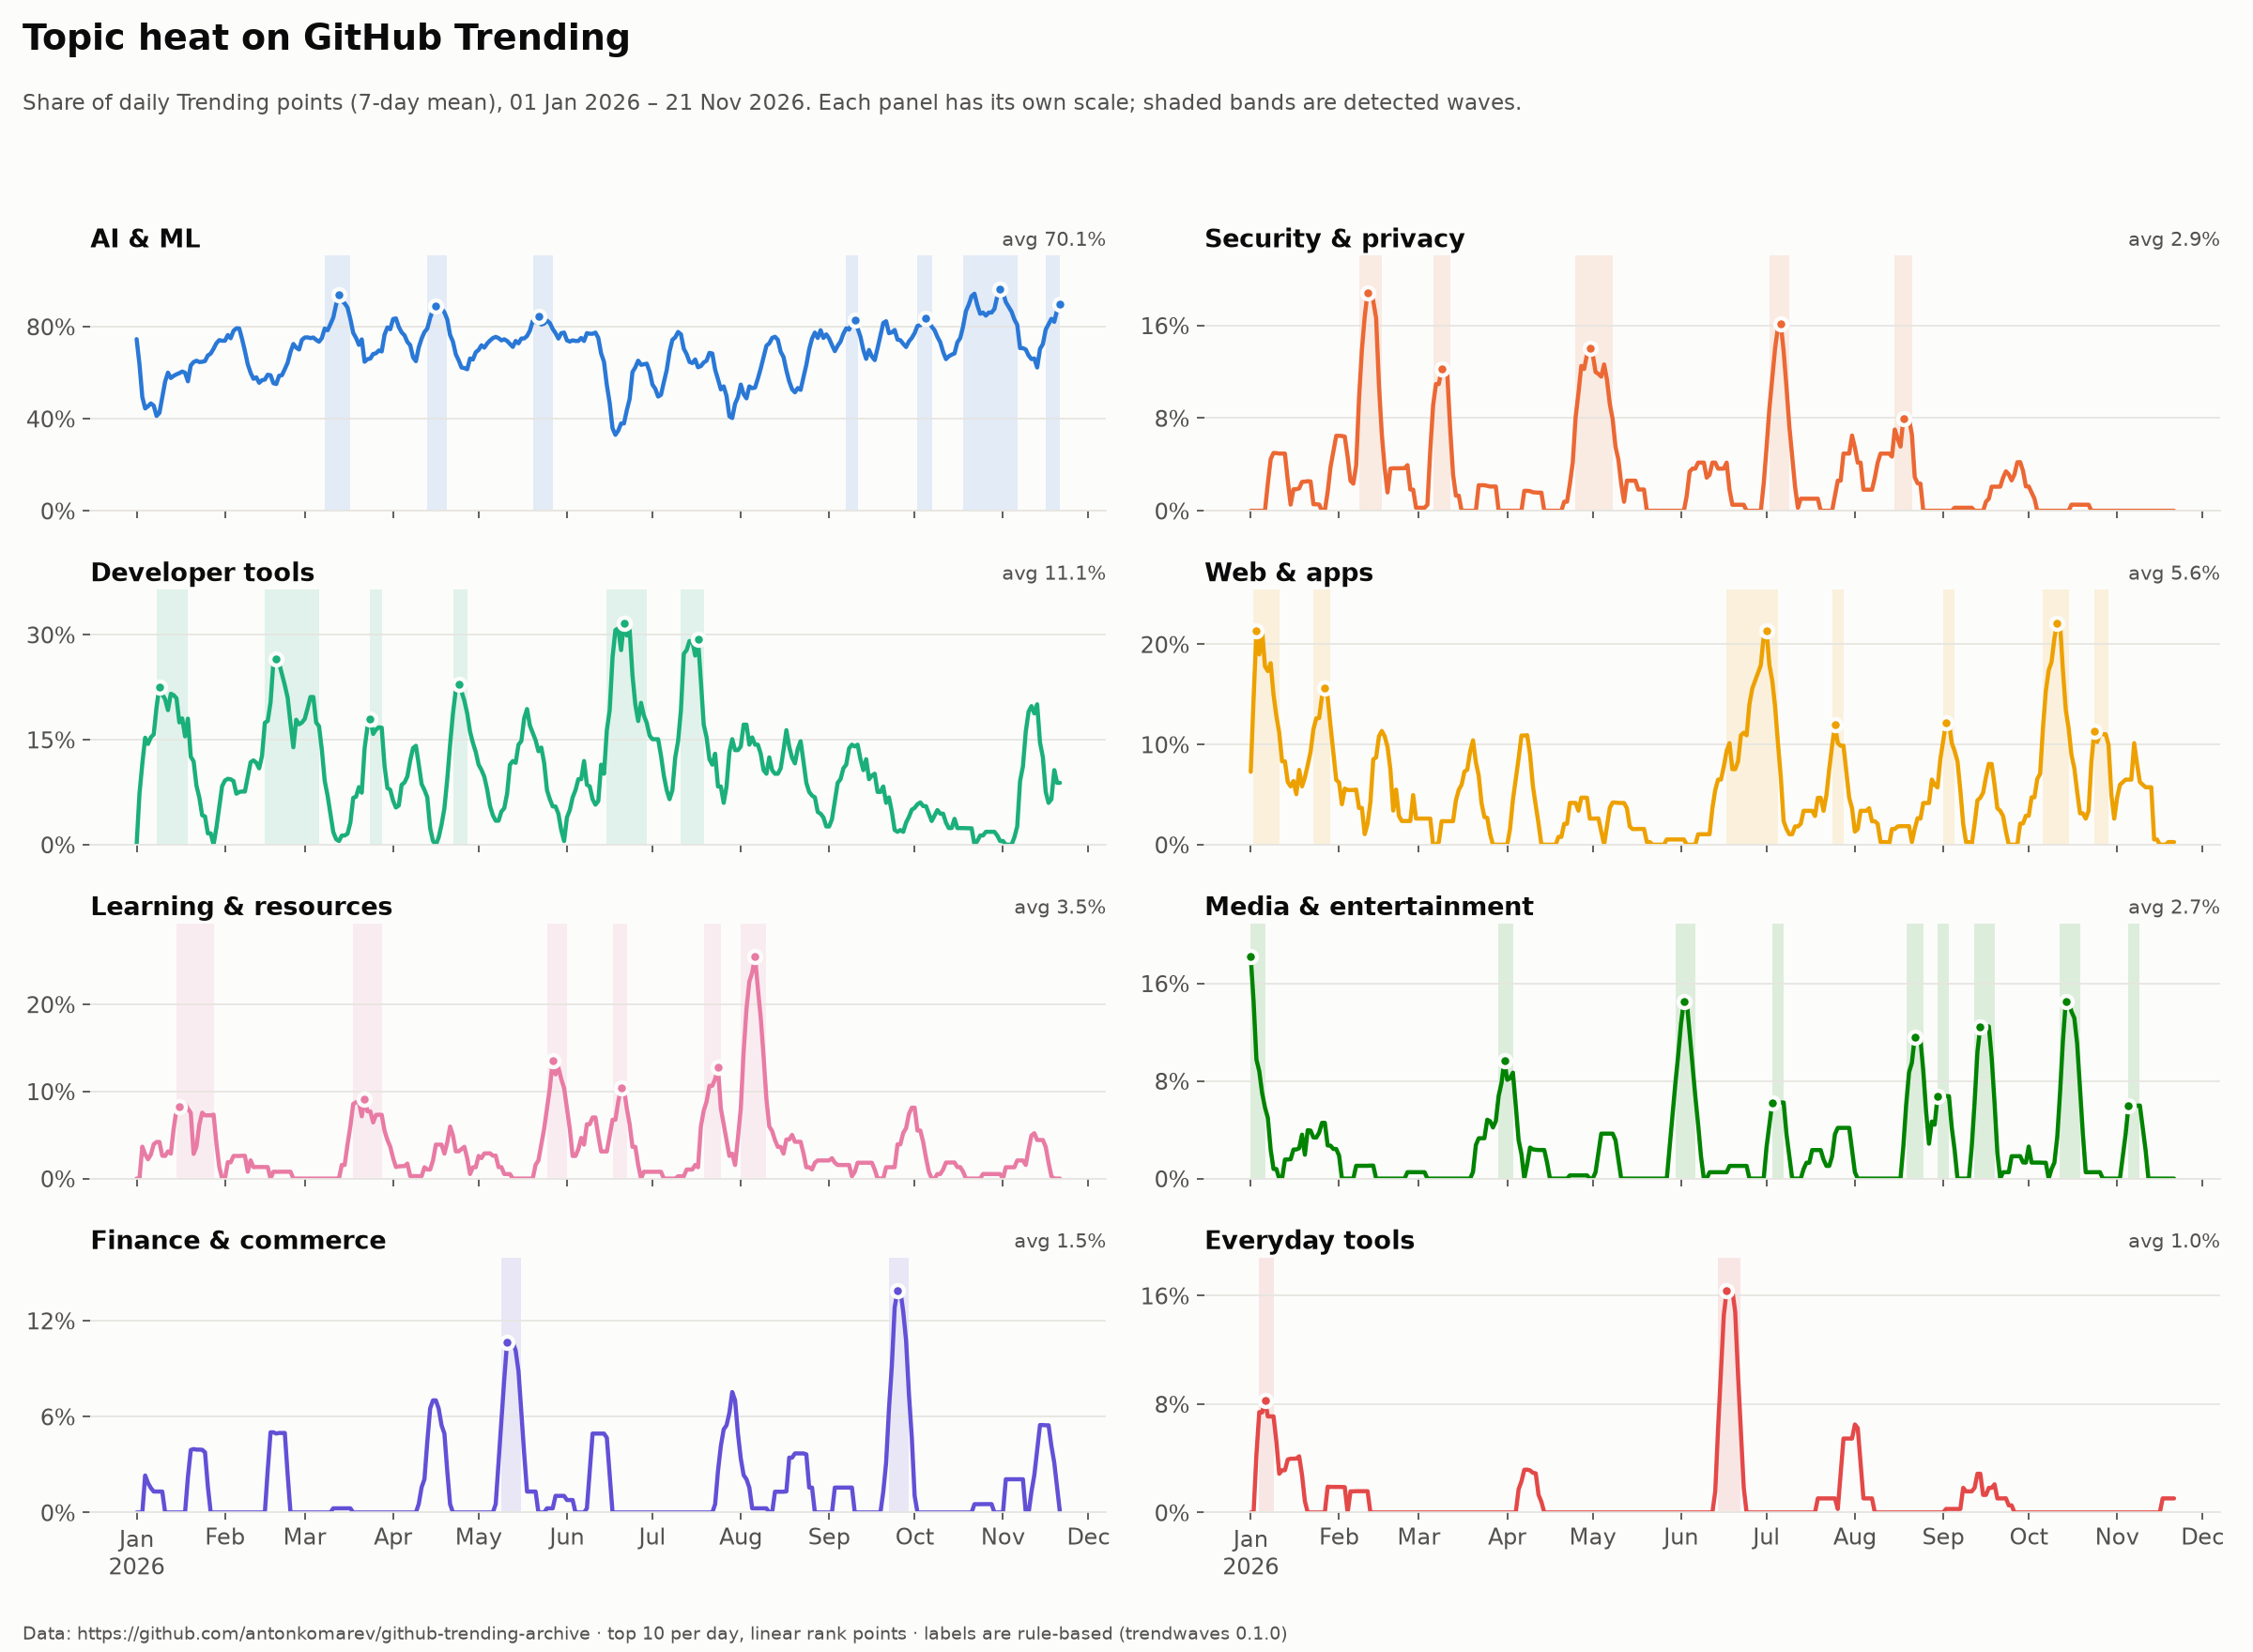 Topic heat on GitHub Trending
Share of daily Trending points (7-day mean), 01 Jan 2026 – 21 Nov 2026. Each panel has its own scale; shaded bands are detected waves.
AI & ML
avg 70.1%
80%
40%
0%
Security & privacy
avg 2.9%
16%
8%
0%
Developer tools
avg 11.1%
30%
15%
0%
Web & apps
avg 5.6%
20%
10%
0%
Learning & resources
avg 3.5%
20%
10%
0%
Media & entertainment
avg 2.7%
16%
8%
0%
Finance & commerce
avg 1.5%
12%
6%
0%
Jan Feb Mar Apr May Jun Jul Aug Sep Oct Nov Dec
2026
Everyday tools
avg 1.0%
16%
8%
0%
Jan Feb Mar Apr May Jun Jul Aug Sep Oct Nov Dec
2026
Data: https://github.com/antonkomarev/github-trending-archive · top 10 per day, linear rank points · labels are rule-based (trendwaves 0.1.0)